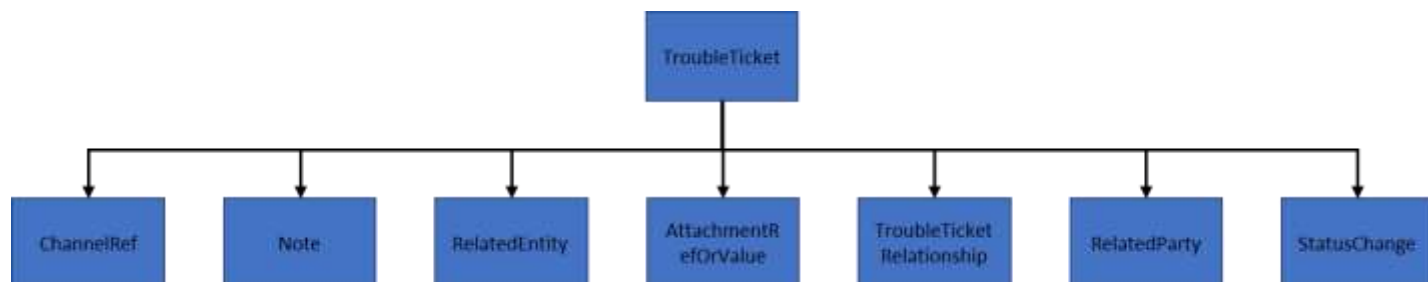 TroubleTicket
ChannelRef
Note
RelatedEntity
AttachmentR
efOrValue
TroubleTicket
Relationship
RelatedParty
StatusChange